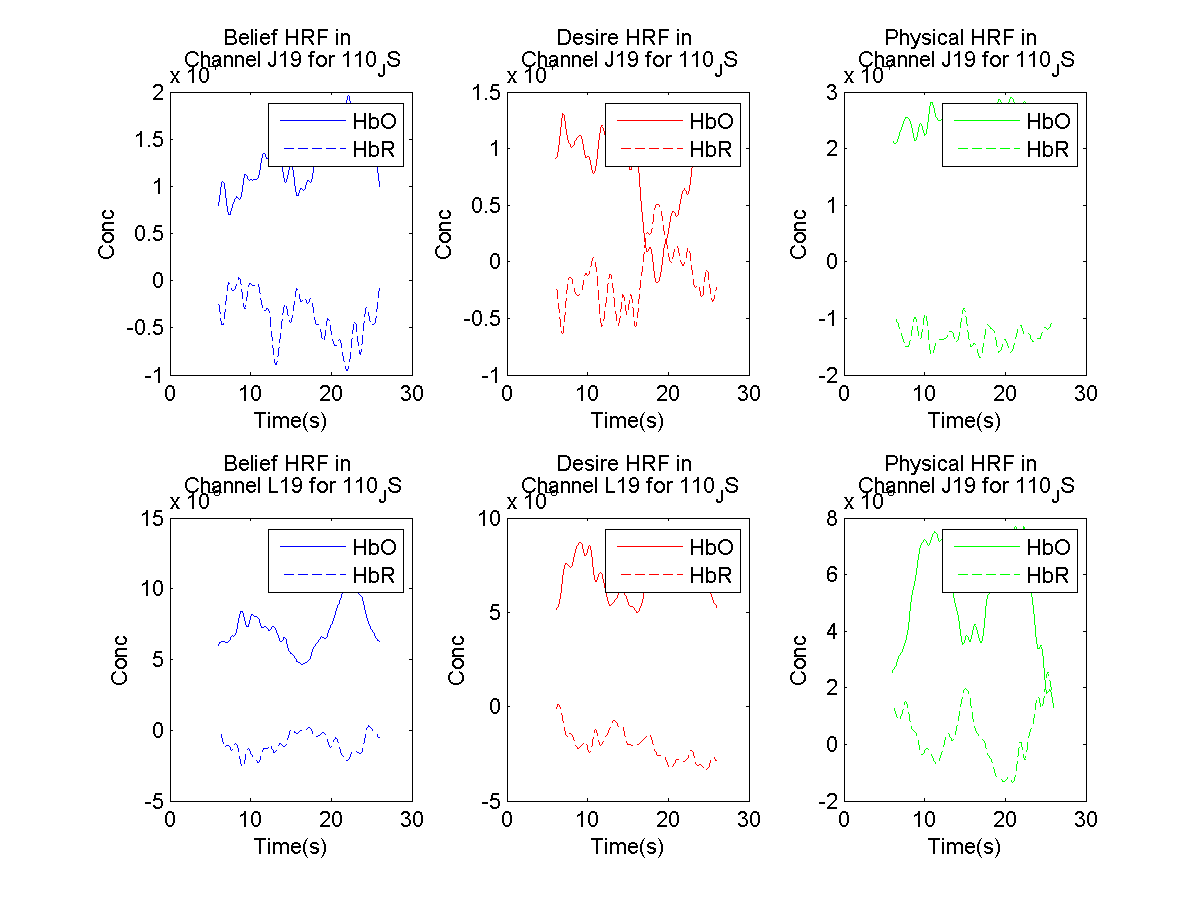 Belief HRF in
Channel J19 for 110JS
x 10
2
1.5
1
0.5
0
-0.5
-1
Conc
0 10 20 30
Time(s)
HbO
HbR
Desire HRF in
Channel J19 for 110JS
x 10
1.5
1
0.5
0
-0.5
-1
Conc
0 10 20 30
Time(s)
HbO
HbR
Physical HRF in
Channel J19 for 110JS
x 10
3
2
1
0
-1
-2
Conc
0 10 20 30
Time(s)
HbO
HbR
Belief HRF in
Channel L19 for 110JS
x 10
15
10
5
0
-5
Conc
0 10 20 30
Time(s)
HbO
HbR
Desire HRF in
Channel L19 for 110JS
x 10
10
5
0
-5
Conc
0 10 20 30
Time(s)
HbO
HbR
Physical HRF in
Channel J19 for 110JS
x 10
8
6
4
2
0
-2
Conc
0 10 20 30
Time(s)
HbO
HbR